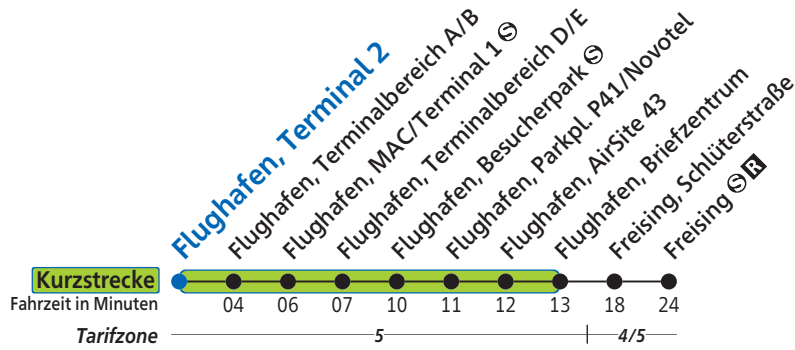 Flughafen, Terminal 2
Flughafen, Terminalbereich A/B
Flughafen, MAC/Terminal 1 S
Flughafen, Terminalbereich D/E
Flughafen, Besucherpark S
Flughafen, Parkpl. P41/Novotel
Flughafen, AirSite 43
Flughafen, Briefzentrum
Freising, Schlüterstraße
Freising S R
Kurzstrecke
Fahrzeit in Minuten 04 06 07 10 11 12 13 18 24
Tarifzone 5 4/5